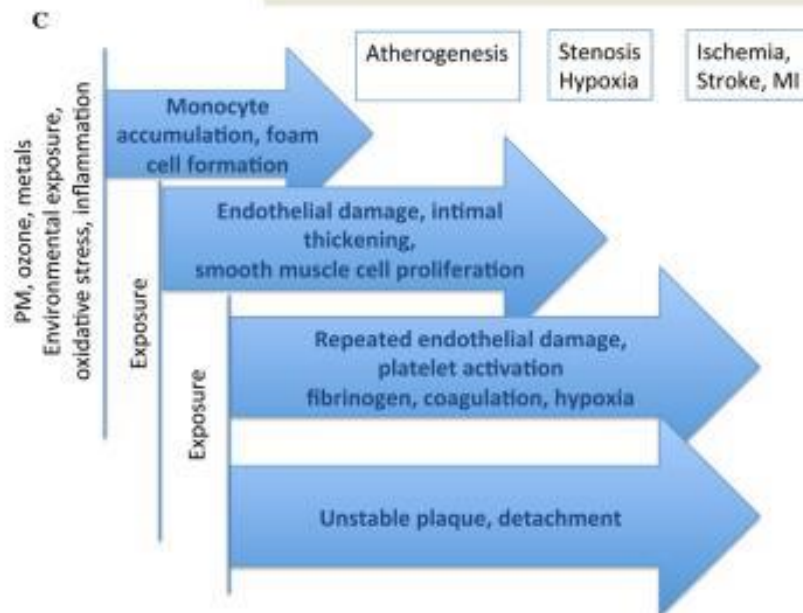 C
Atherogenesis
Stenosis
Hypoxia
Ischemia,
Stroke, MI
PM, ozone, metals
Environmental exposure,
oxidative stress, inflammation
Monocyte
accumulation, foam
cell formation
Exposure
Endothelial damage, intimal
thickening,
smooth muscle cell proliferation
Exposure
Repeated endothelial damage,
platelet activation
fibrinogen, coagulation, hypoxia
Unstable plaque, detachment